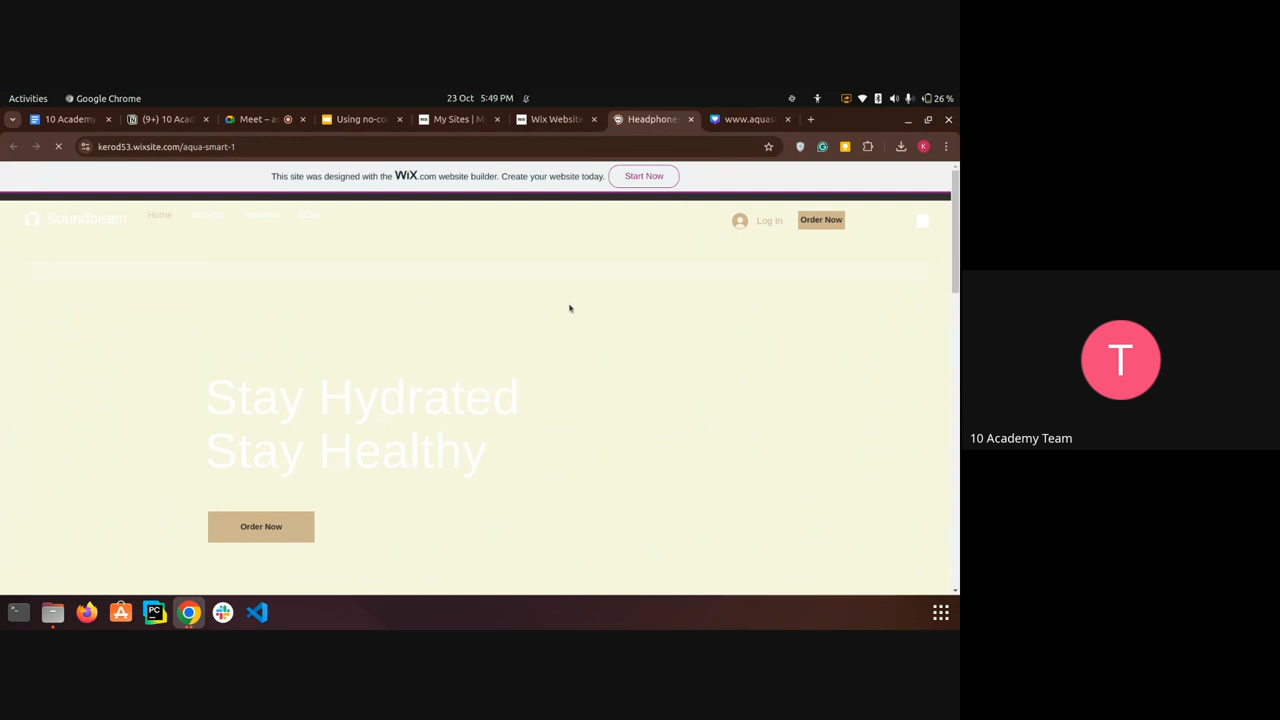 Activities
Google Chrome
23 Oct 5:49 PM
26 %
10 Academy
(9+) 10 Acad
Meet – as
Using no-co
My Sites | M
Wix Website
Headphones
www.aquas
kerod53.wixsite.com/aqua-smart-1
K
This site was designed with the WiX.com website builder. Create your website today.
Start Now
Soundbeam
Home
Log In
Order Now
Stay Hydrated
Stay Healthy
Order Now
T
10 Academy Team
PC